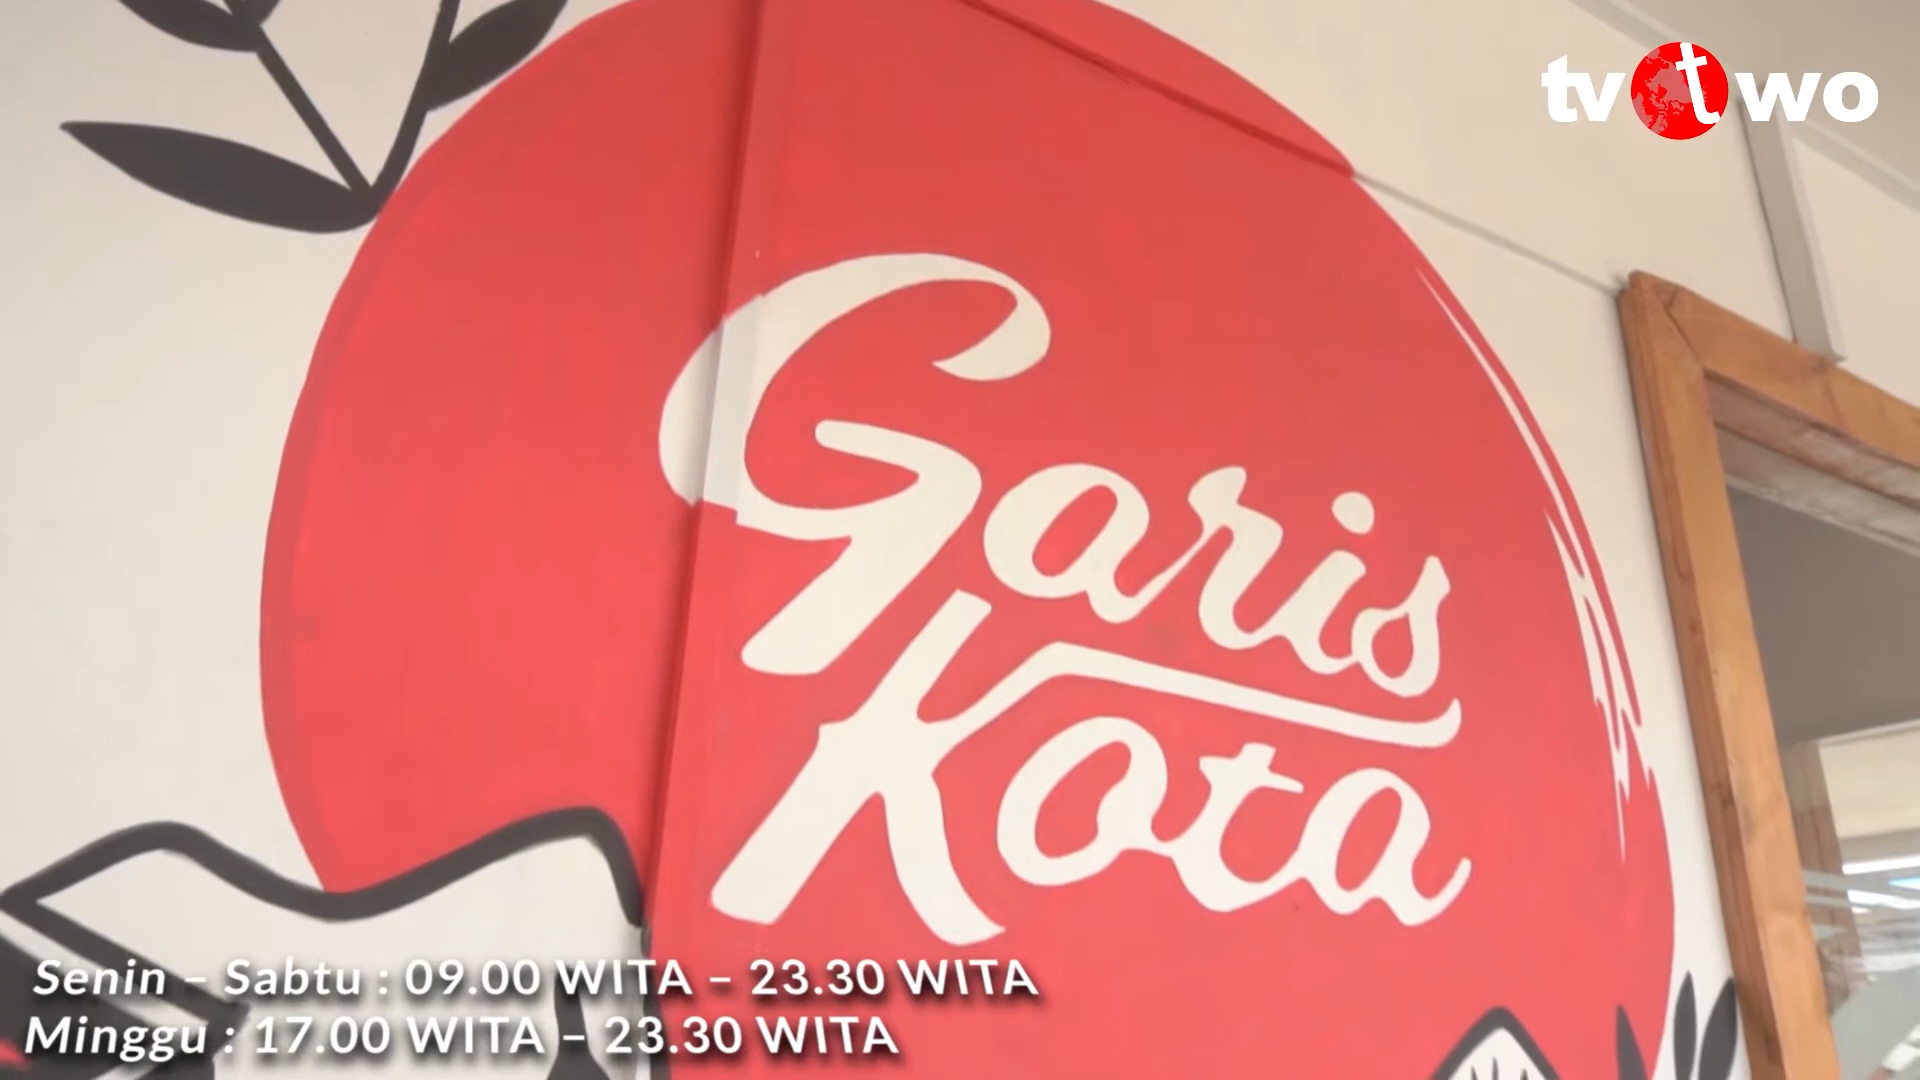 tvtwo
Garis
Kota
Senin – Sabtu : 09.00 WITA – 23.30 WITA
Minggu : 17.00 WITA – 23.30 WITA